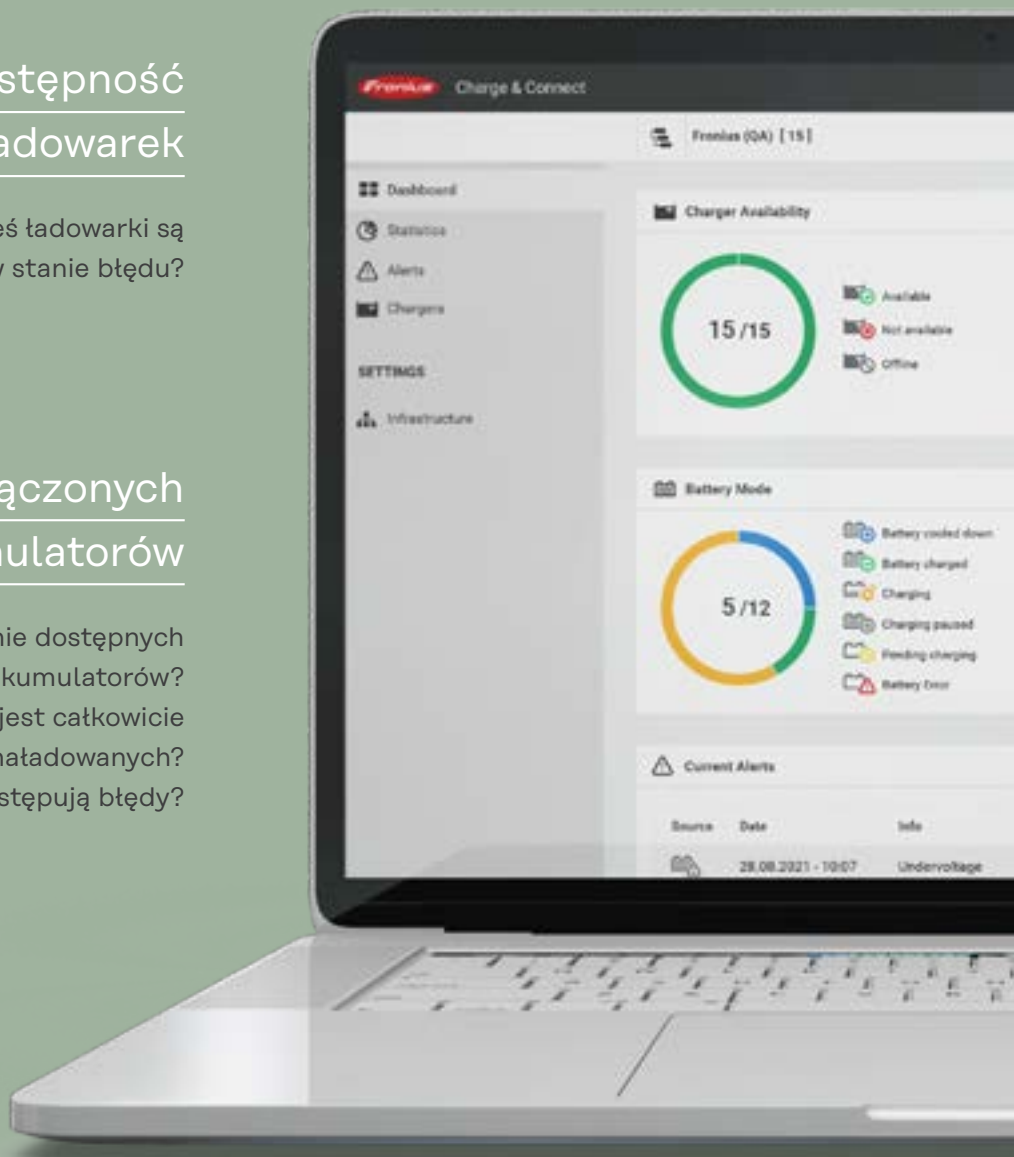 stępność
adowarek
eś ładowarki są
stanie błędu?
ączonych
ulatorów
nie dostępnych
kumulatorów?
jest całkowicie
naładowanych?
stępują błędy?
Fronius Charge & Connect
Fronius (QA) [ 15 ]
Dashboard
Statistics
Alerts
Chargers
SETTINGS
Infrastructure
Charger Availability
15 /15
Available
Not available
Offline
Battery Mode
5 /12
Battery cooled down
Battery charged
Charging
Charging paused
Pending charging
Battery Error
Current Alerts
Source Date Info
28.08.2021 - 10:07 Undervoltage